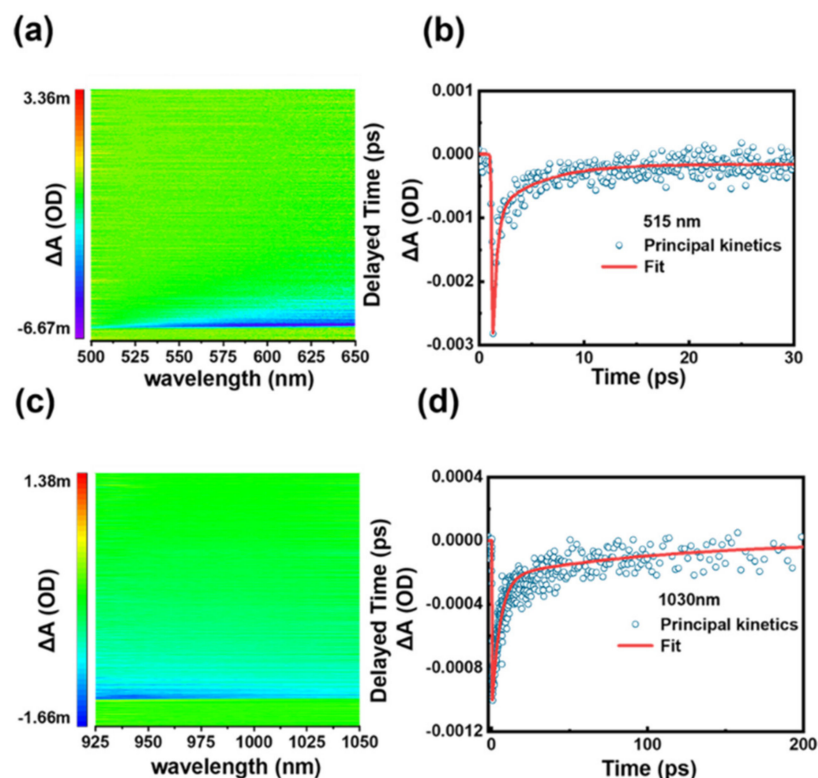 (a)
3.36m
ΔA (OD)
-6.67m
Delayed Time (ps)
500 525 550 575 600 625 650
wavelength (nm)
(b)
0.001
0.000
-0.001
-0.002
-0.003
ΔA (OD)
515 nm
Principal kinetics
Fit
0 10 20 30
Time (ps)
(c)
1.38m
ΔA (OD)
-1.66m
Delayed Time (ps)
925 950 975 1000 1025 1050
wavelength (nm)
(d)
0.0004
0.0000
-0.0004
-0.0008
-0.0012
ΔA (OD)
1030nm
Principal kinetics
Fit
0 100 200
Time (ps)